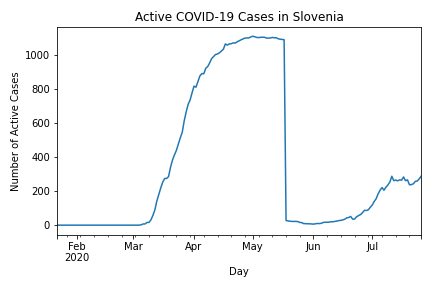 Active COVID-19 Cases in Slovenia
Number of Active Cases
1000
800
600
400
200
0
Feb
2020
Mar
Apr
May
Jun
Jul
Day